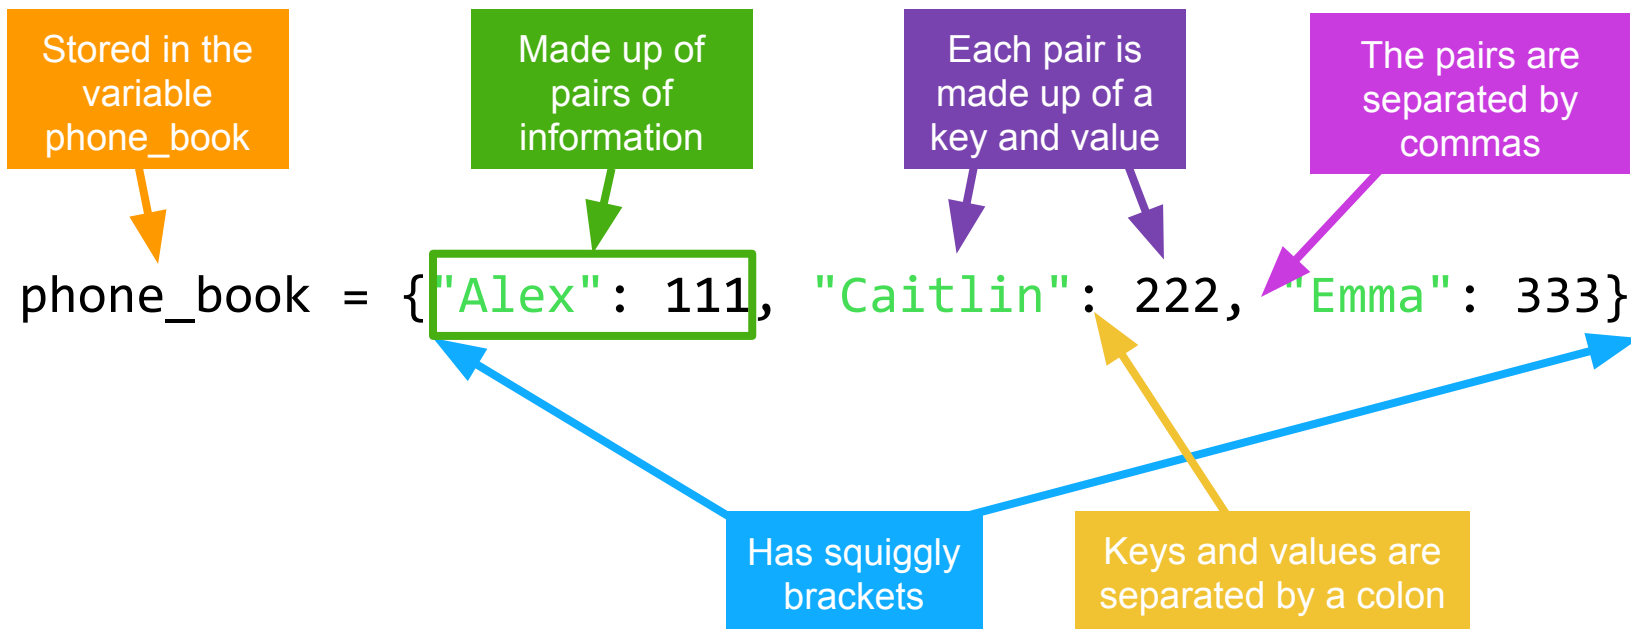 Stored in the
variable
phone_book
Made up of
pairs of
information
Each pair is
made up of a
key and value
The pairs are
separated by
commas
phone_book = {"Alex": 111, "Caitlin": 222, "Emma": 333}
Has squiggly
brackets
Keys and values are
separated by a colon